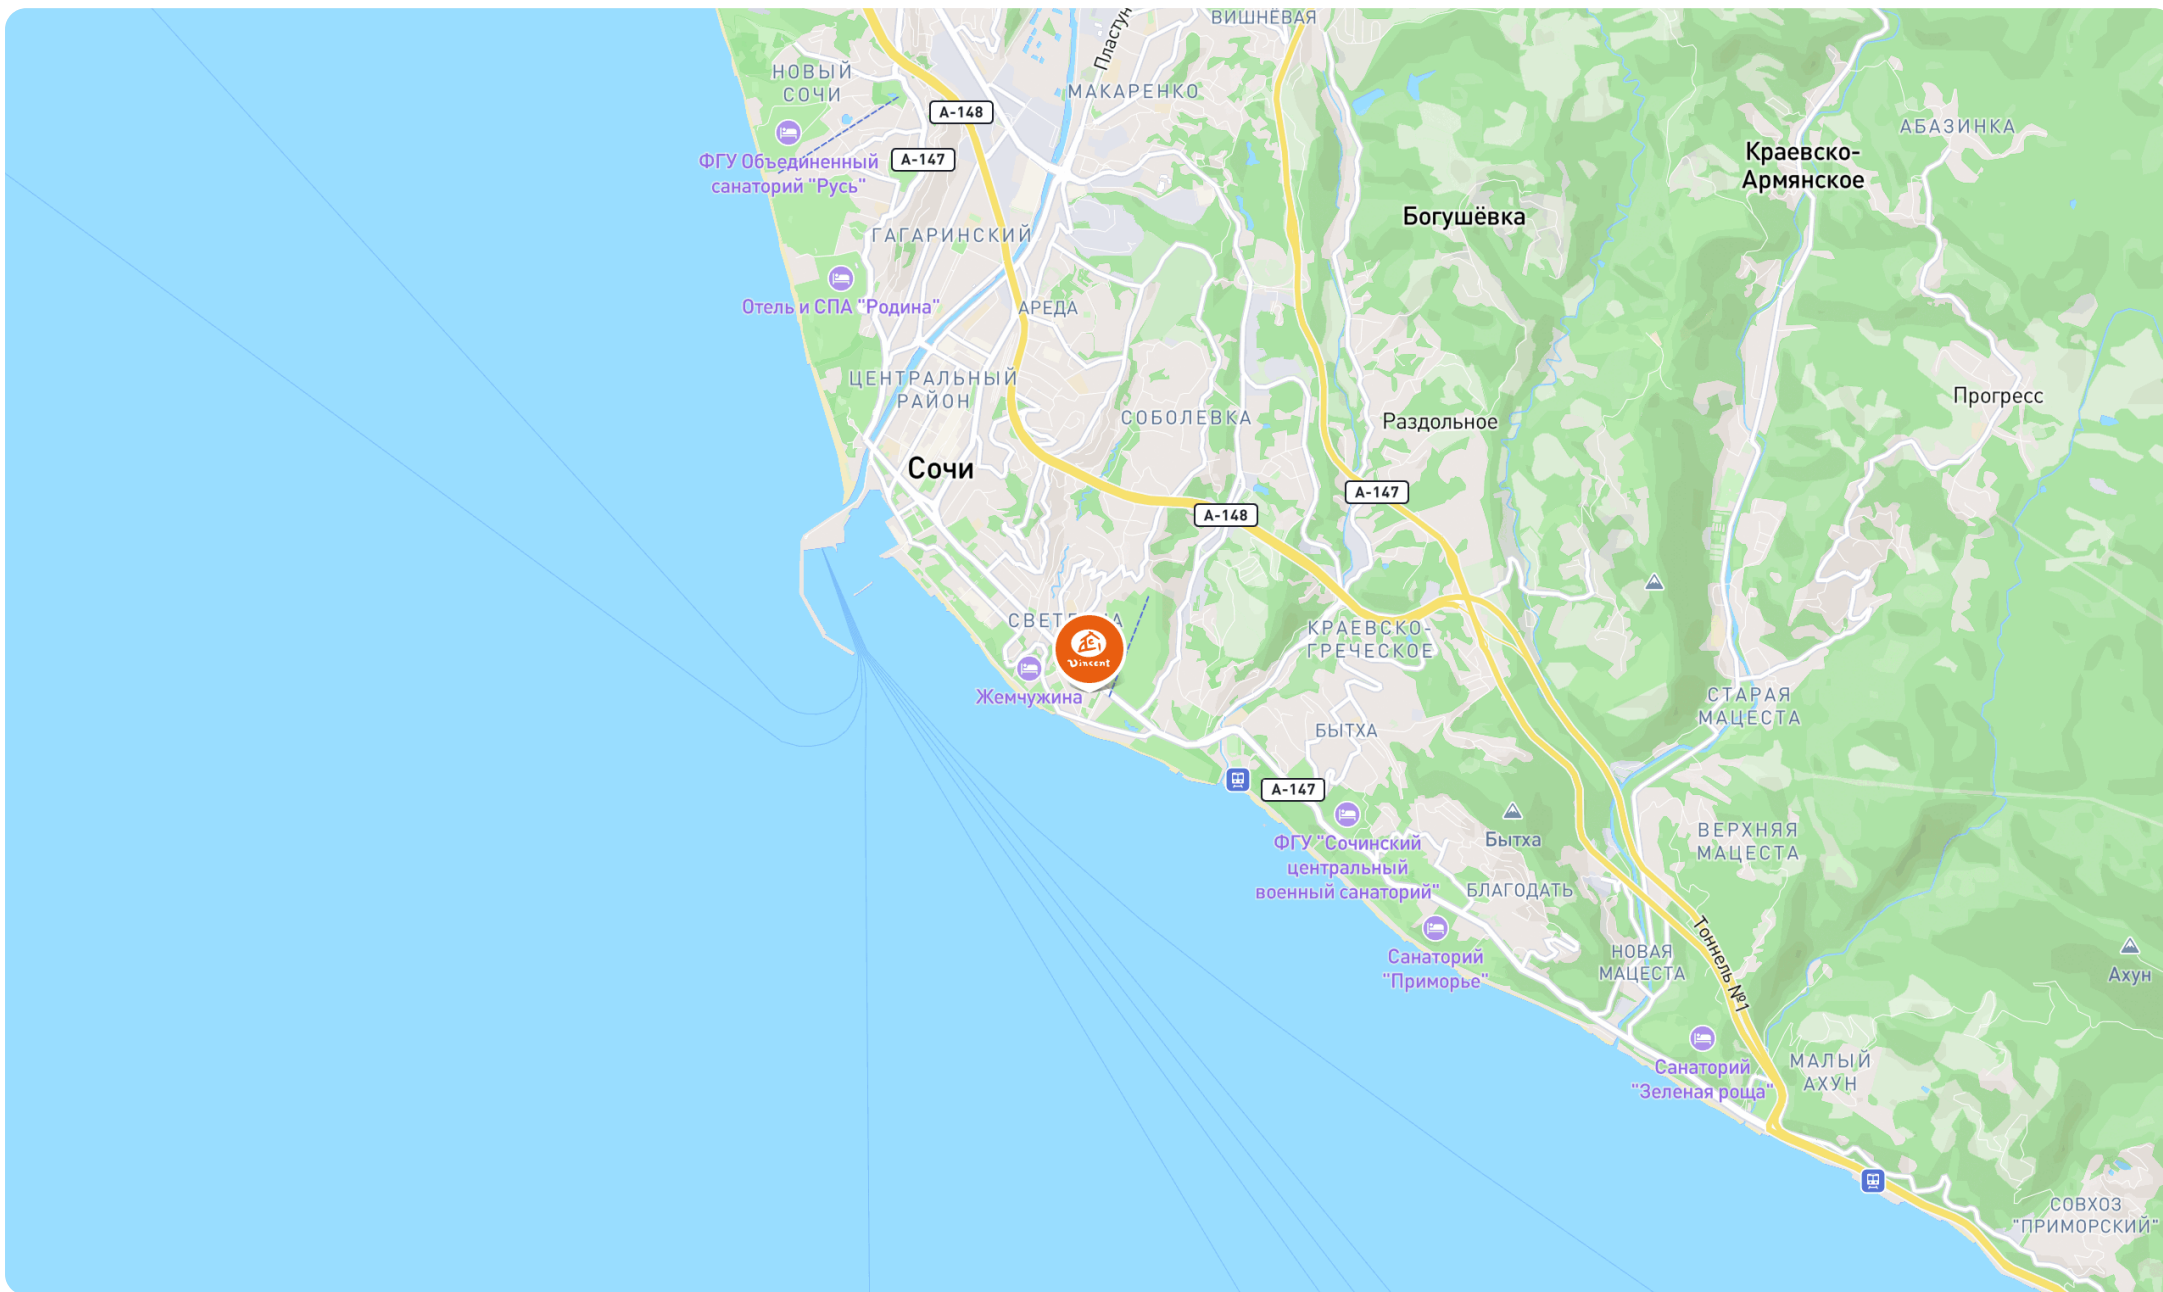 ВИШНЁВАЯ
Пластун
НОВЫЙ
СОЧИ
МАКАРЕНКО
А-148
АБАЗИНКА
Краевско-
Армянское
А-147
ФГУ Объединенный
санаторий "Русь"
Богушёвка
ГАГАРИНСКИЙ
Отель и СПА "Родина"
АРЕДА
ЦЕНТРАЛЬНЫЙ
РАЙОН
Прогресс
СОБОЛЕВКА
Раздольное
Сочи
А-147
А-148
СВЕТ
А
КРАЕВСКО-
ГРЕЧЕСКОЕ
Vincent
Жемчужина
СТАРАЯ
МАЦЕСТА
БЫТХА
А-147
ФГУ "Сочинский
центральный
военный санаторий"
Бытха
ВЕРХНЯЯ
МАЦЕСТА
БЛАГОДАТЬ
Санаторий
"Приморье"
НОВАЯ
МАЦЕСТА
Тоннель №1
Ахун
Санаторий
"Зеленая роща"
МАЛЫЙ
АХУН
СОВХОЗ
"ПРИМОРСКИЙ"